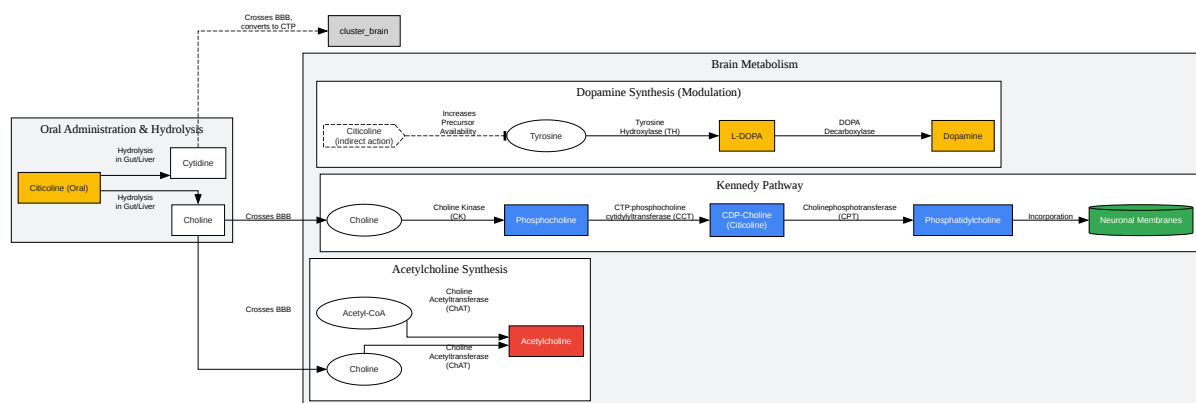 Crosses BBB,
converts to CTP
cluster_brain
Brain Metabolism
Dopamine Synthesis (Modulation)
Citicoline
(indirect action)
Increases
Precursor
Availability
Tyrosine
Tyrosine
Hydroxylase (TH)
L-DOPA
DOPA
Decarboxylase
Dopamine
Oral Administration & Hydrolysis
Citicoline (Oral)
Hydrolysis
in Gut/Liver
Cytidine
Hydrolysis
in Gut/Liver
Choline
Crosses BBB
Kennedy Pathway
Choline
Choline Kinase
(CK)
Phosphocholine
CTP:phosphocholine
cytidylyltransferase (CCT)
CDP-Choline
(Citicoline)
Cholinephosphotransferase
(CPT)
Phosphatidylcholine
Incorporation
Neuronal Membranes
Crosses BBB
Acetylcholine Synthesis
Acetyl-CoA
Choline
Acetyltransferase
(ChAT)
Acetylcholine
Choline
Choline
Acetyltransferase
(ChAT)